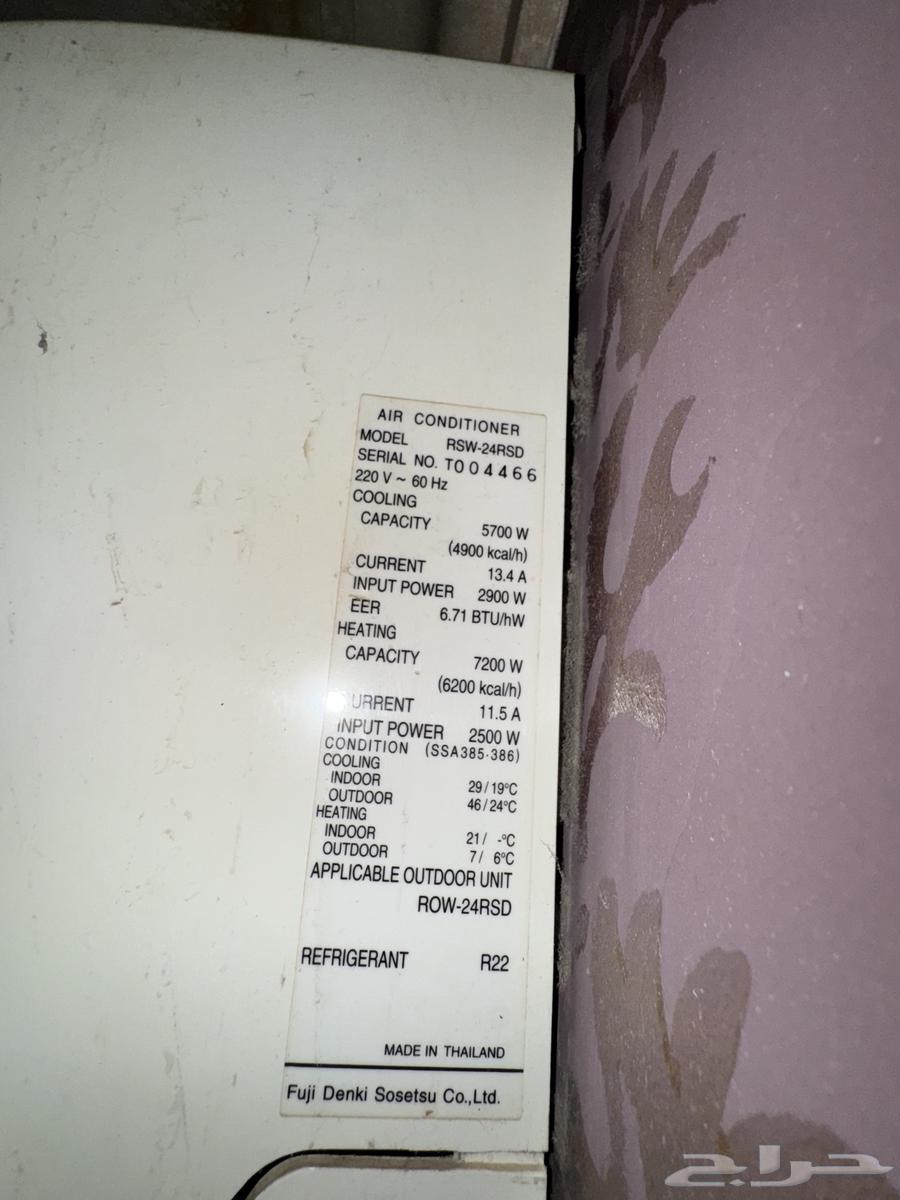 AIR CONDITIONER
MODEL RSW-24RSD
SERIAL NO. T004466
220 V ~ 60 Hz
COOLING
CAPACITY 5700 W
(4900 kcal/h)
CURRENT 13.4 A
INPUT POWER 2900 W
EER 6.71 BTU/hW
HEATING
CAPACITY 7200 W
(6200 kcal/h)
CURRENT 11.5 A
INPUT POWER 2500 W
CONDITION (SSA385·386)
COOLING
INDOOR 29/19°C
OUTDOOR 46/24°C
HEATING
INDOOR 21/ -°C
OUTDOOR 7/ 6°C
APPLICABLE OUTDOOR UNIT
ROW-24RSD
REFRIGERANT R22
MADE IN THAILAND
Fuji Denki Sosetsu Co.,Ltd.
حراج